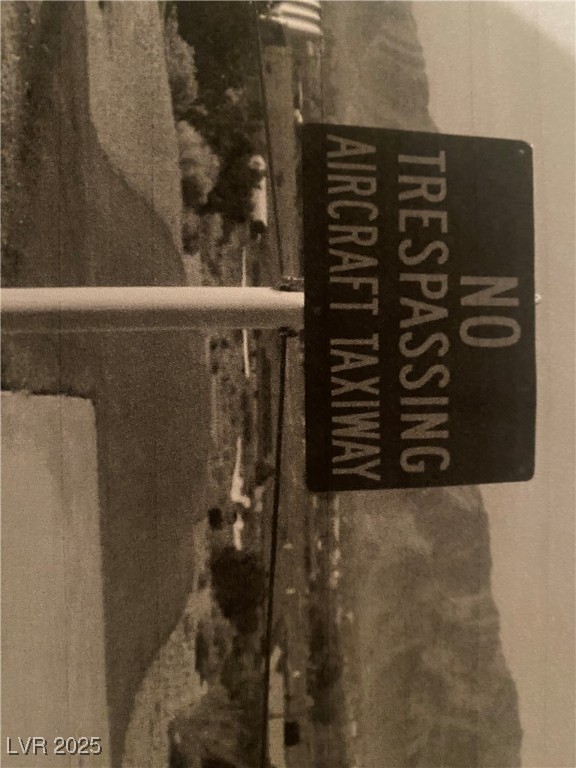 NO
TRESPASSING
AIRCRAFT TAXIWAY
LVR 2025